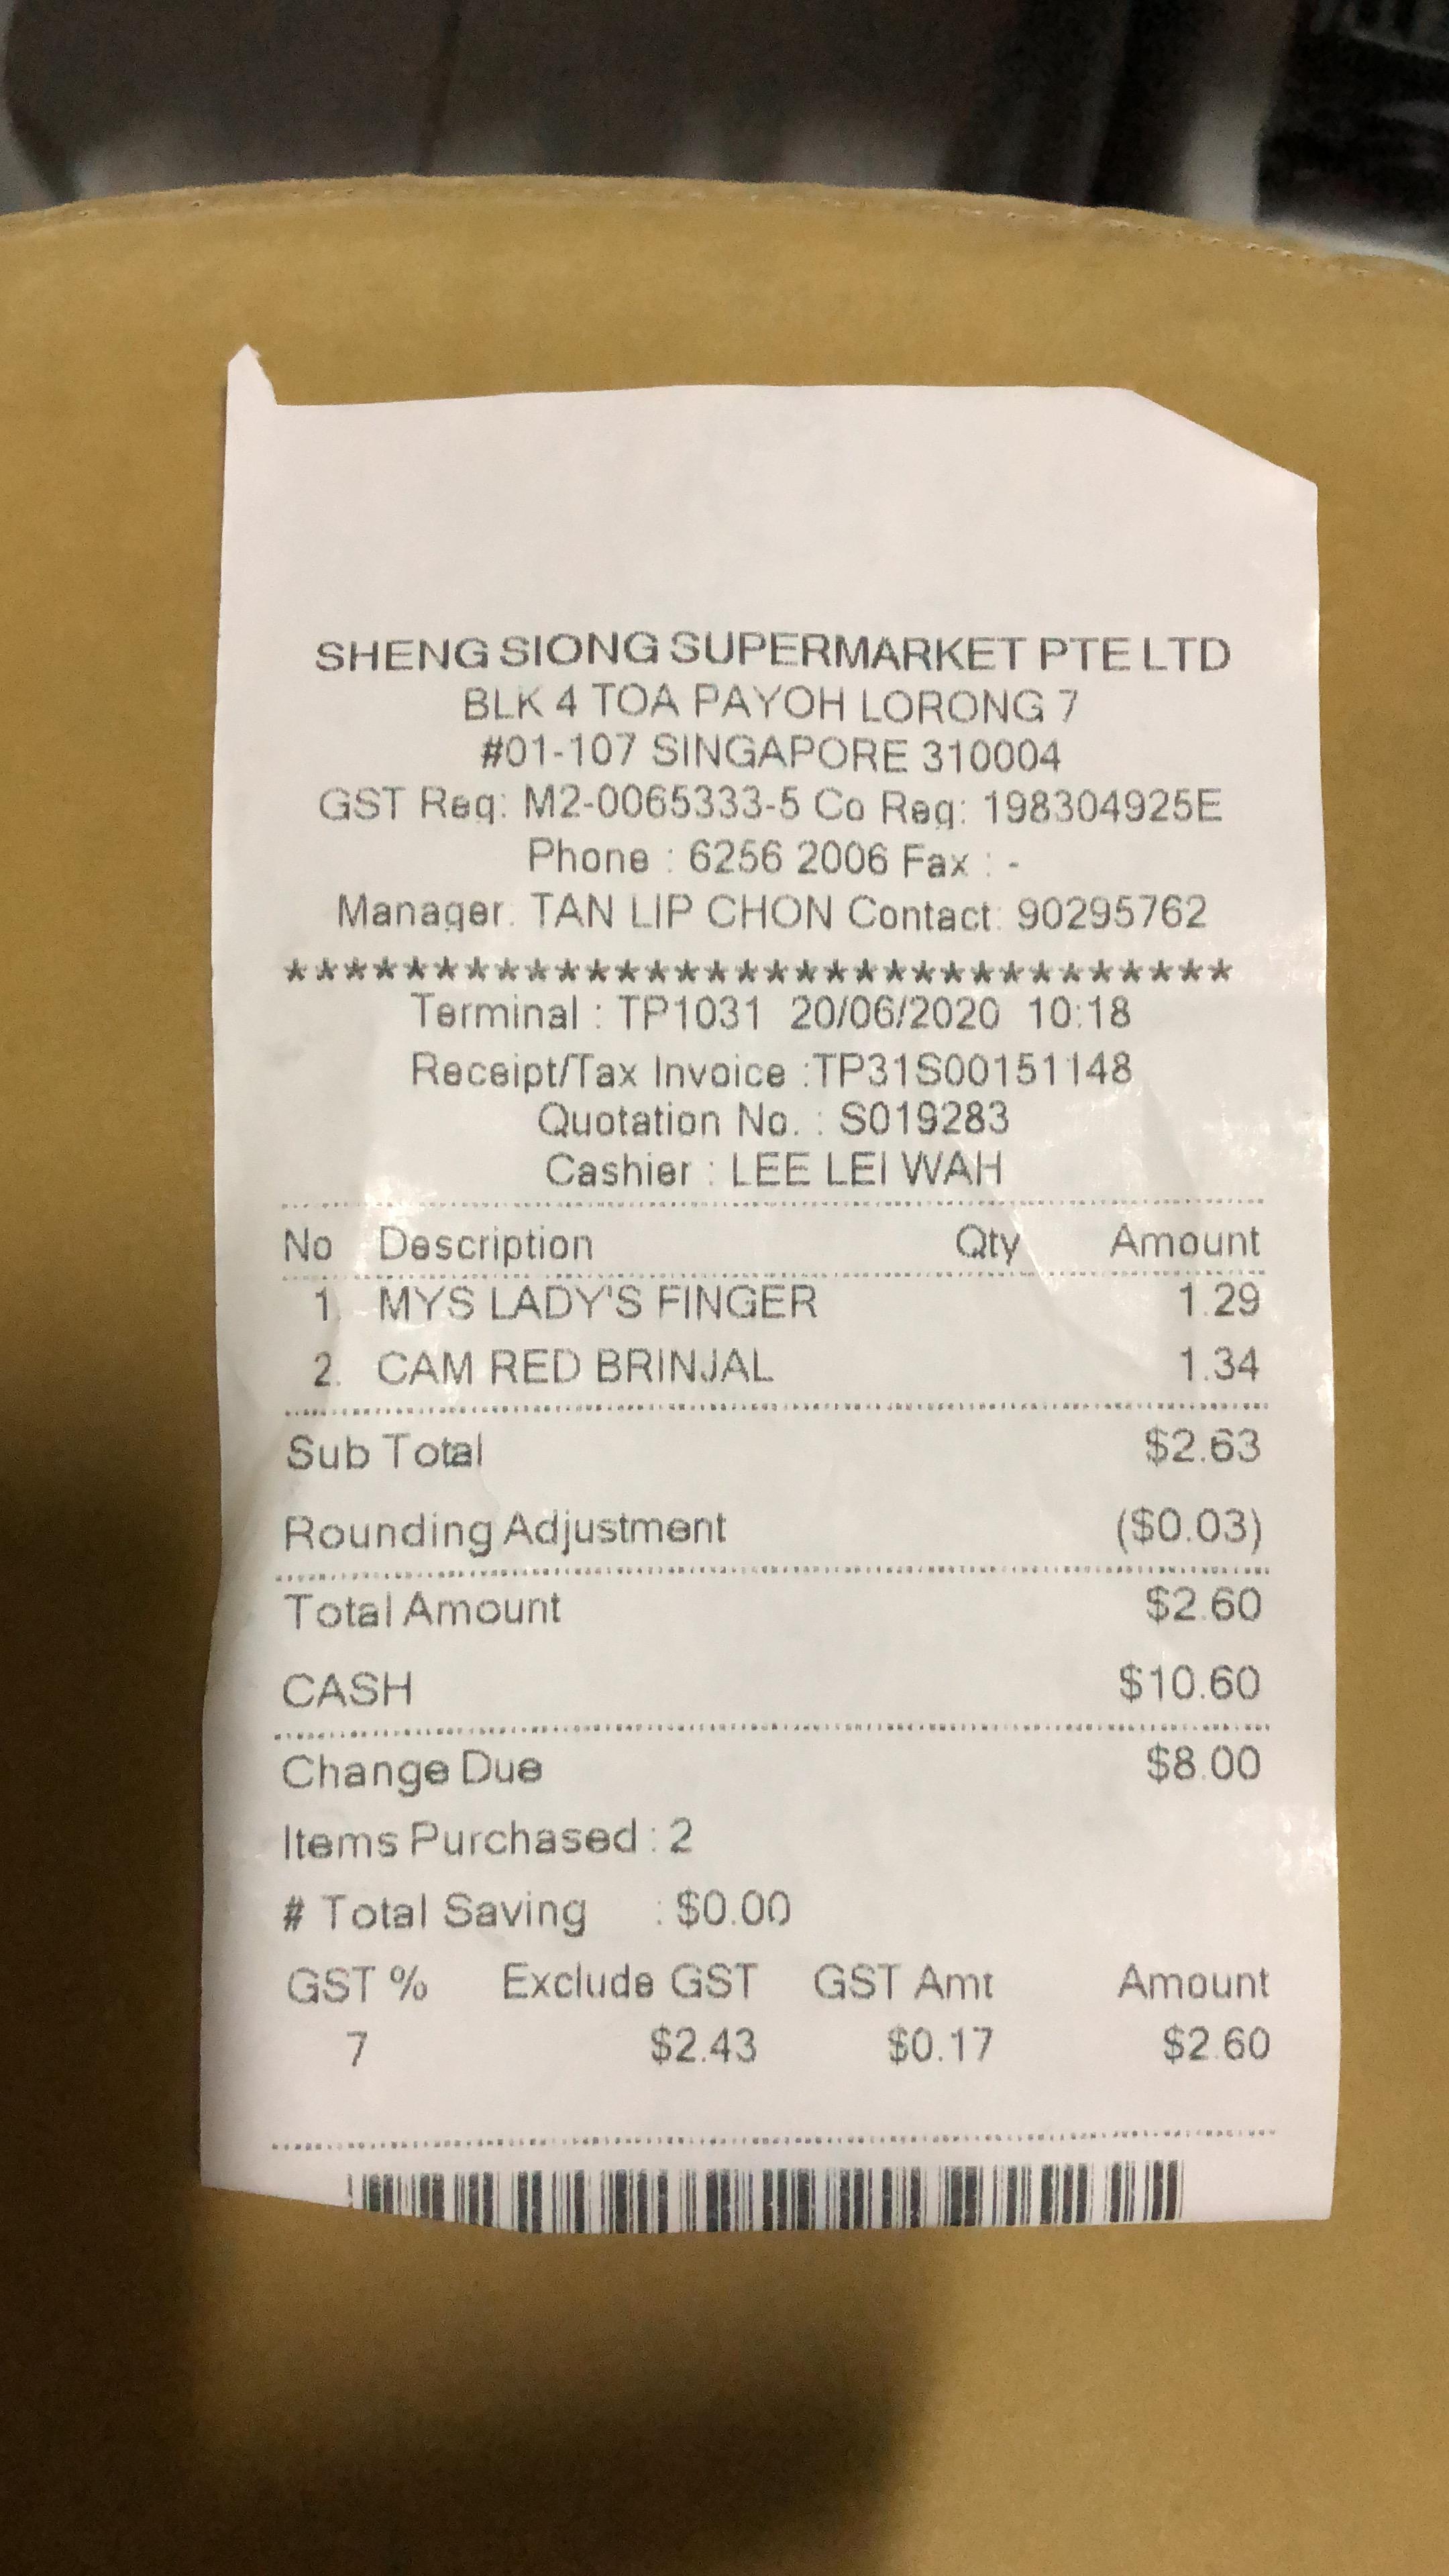 SHENG SIONG SUPERMARKET PTE LTD
BLK 4 TOA PAYOH LORONG 7
#01-107 SINGAPORE 310004
GST Reg: M2-0065333-5 Co Reg: 198304925E
Phone : 6256 2006 Fax : -
Manager: TAN LIP CHON Contact: 90295762
********************************
Terminal : TP1031 20/06/2020 10:18
Receipt/Tax Invoice :TP31S00151148
Quotation No. : S019283
Cashier : LEE LEI WAH
No Description Qty Amount
1. MYS LADY'S FINGER 1.29
2. CAM RED BRINJAL 1.34
Sub Total $2.63
Rounding Adjustment ($0.03)
Total Amount $2.60
CASH $10.60
Change Due $8.00
Items Purchased : 2
# Total Saving : $0.00
GST % Exclude GST GST Amt Amount
7 $2.43 $0.17 $2.60